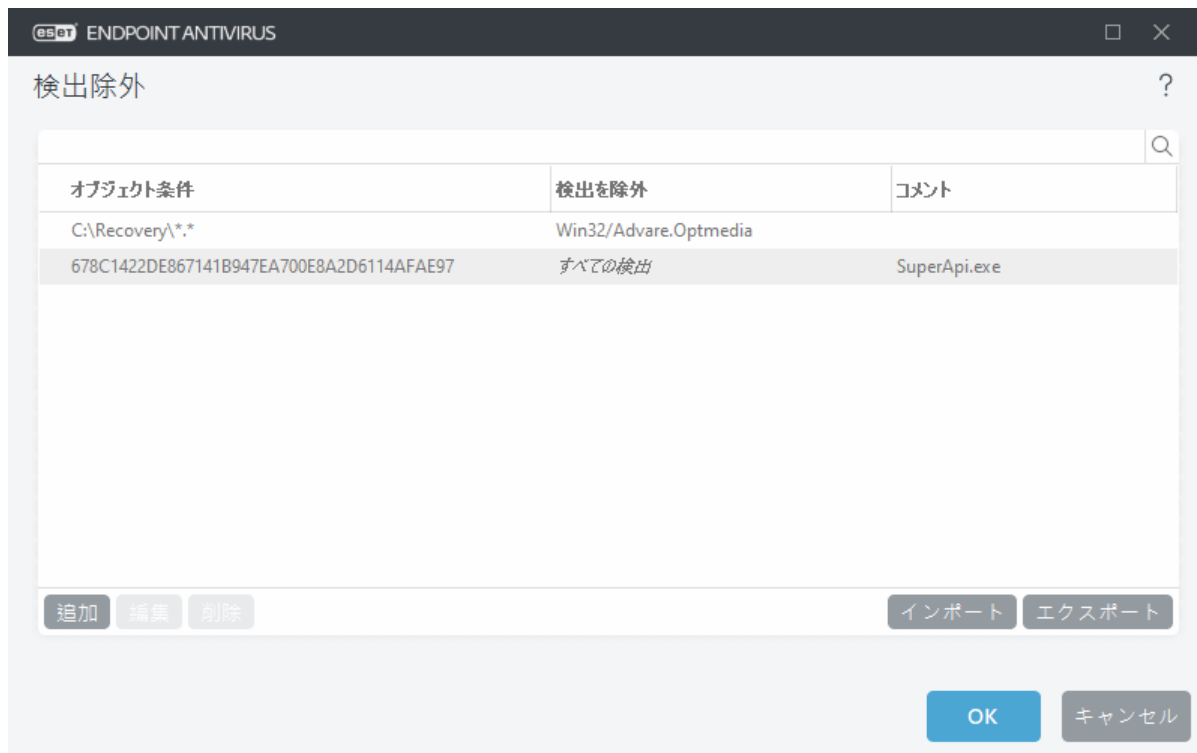 eset ENDPOINT ANTIVIRUS
検出除外
?
オブジェクト条件 検出を除外 コメント
C:\Recovery\*.* Win32/Advare.Optmedia
678C1422DE867141B947EA700E8A2D6114AFAE97 すべての検出 SuperApi.exe
追加 編集 削除 インポート エクスポート
OK キャンセル